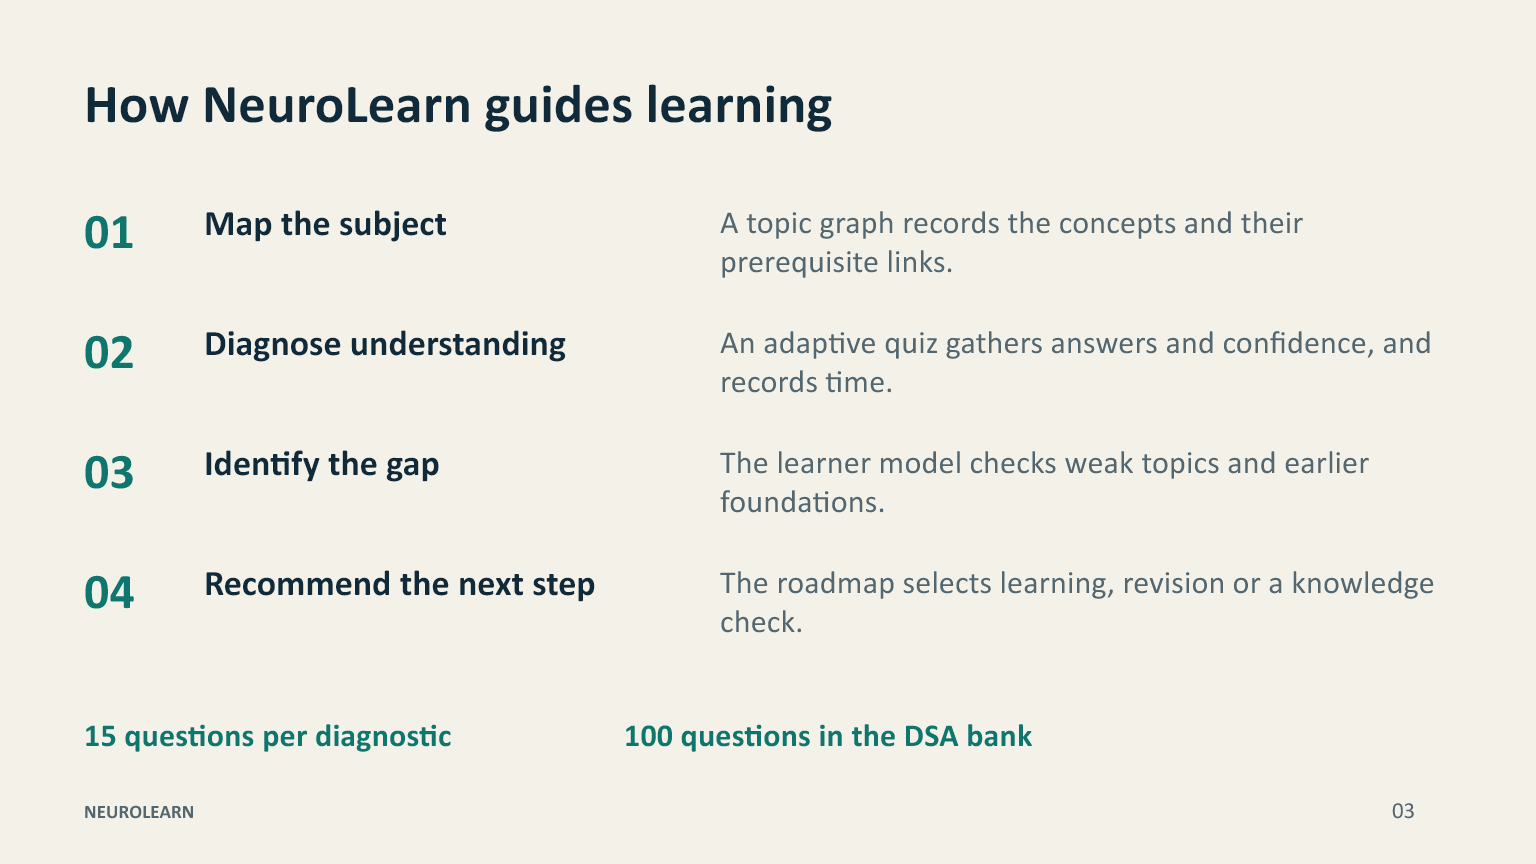 How NeuroLearn guides learning
01
Map the subject
A topic graph records the concepts and their
prerequisite links.
02
Diagnose understanding
An adaptive quiz gathers answers and confidence, and
records time.
03
Identify the gap
The learner model checks weak topics and earlier
foundations.
04
Recommend the next step
The roadmap selects learning, revision or a knowledge
check.
15 questions per diagnostic
100 questions in the DSA bank
NEUROLEARN
03